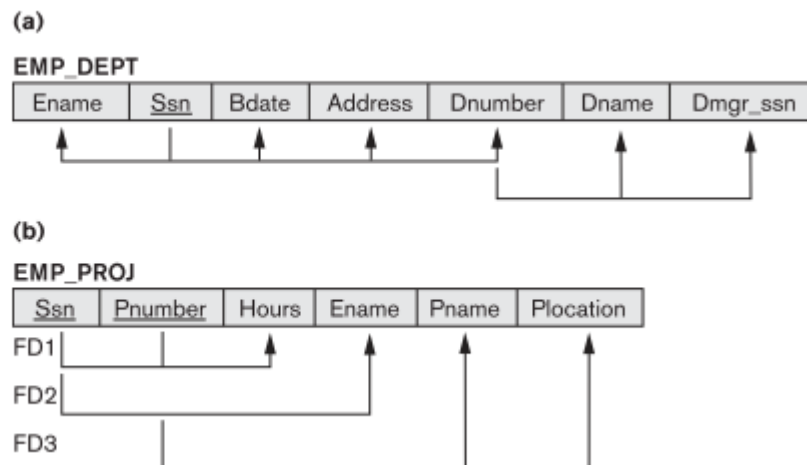 (a)
EMP_DEPT
Ename Ssn Bdate Address Dnumber Dname Dmgr_ssn
(b)
EMP_PROJ
Ssn Pnumber Hours Ename Pname Plocation
FD1
FD2
FD3